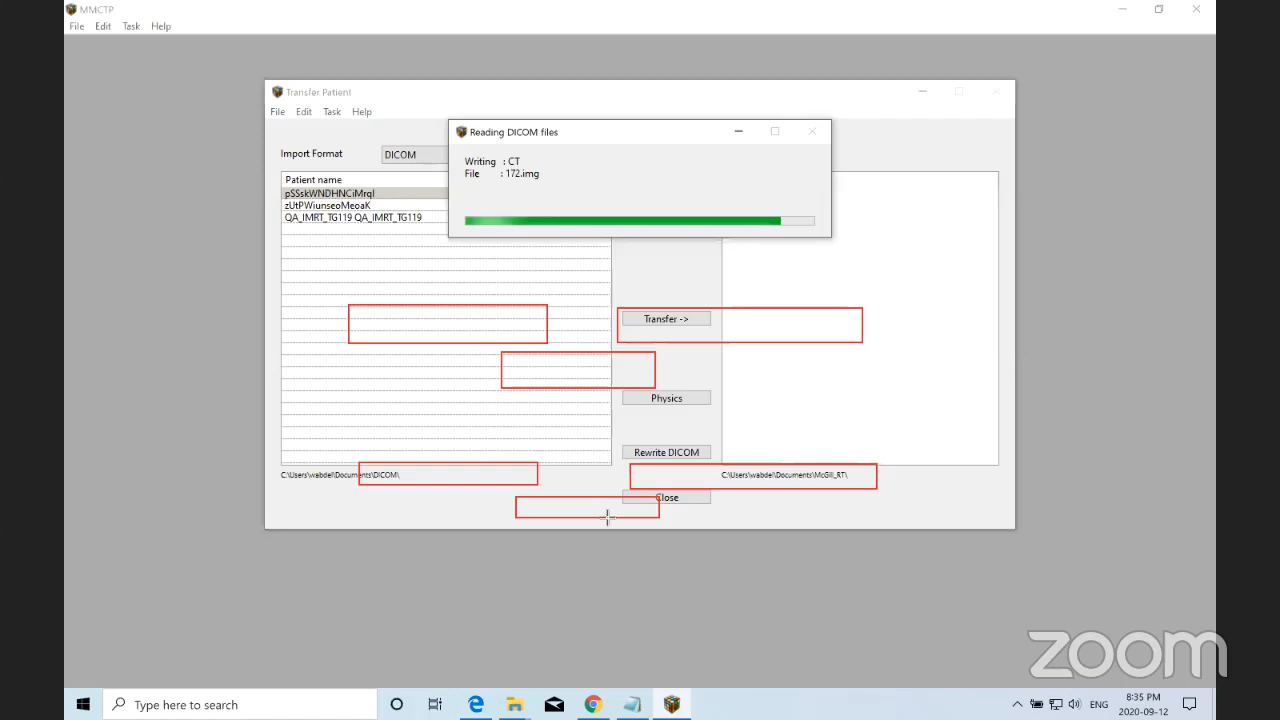 MMCTP
File Edit Task Help
Transfer Patient
File Edit Task Help
Reading DICOM files
Writing : CT
File : 172.img
Import Format DICOM
Patient name
pSSskWNDHNCiMrqI
zUtPWiunseoMeoaK
QA_IMRT_TG119 QA_IMRT_TG119
Transfer ->
Physics
Rewrite DICOM
C:\Users\wabdel\Documents\DICOM\
C:\Users\wabdel\Documents\McGill_RT\
Close
zoom
Type here to search
ENG
8:35 PM
2020-09-12